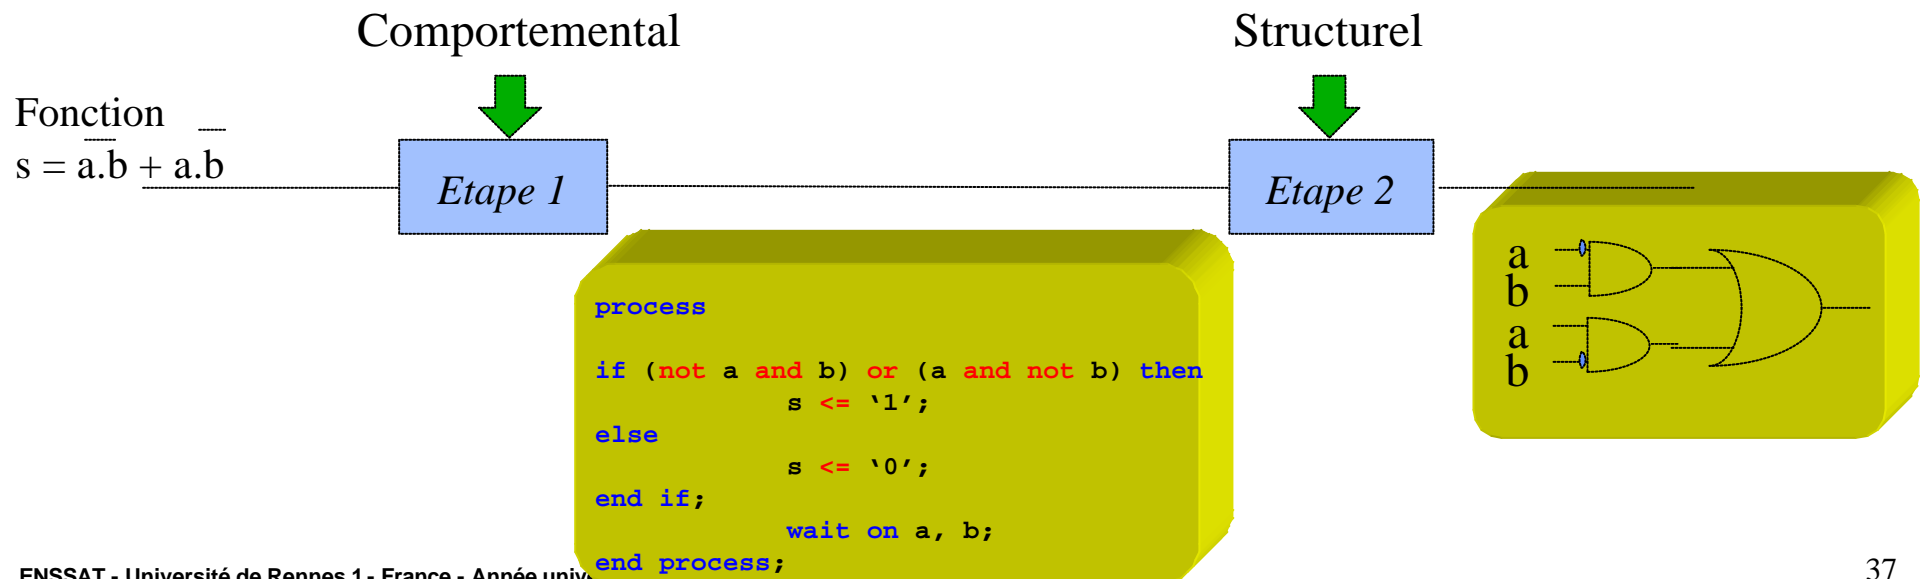 Comportemental
Structurel
Fonction
s = a.b + a.b
Etape 1
Etape 2
process
if (not a and b) or (a and not b) then
s <= ‘1’;
else
s <= ‘0’;
end if;
wait on a, b;
end process;
a
b
a
b
ENSSAT - Université de Rennes 1 - France - Année
37